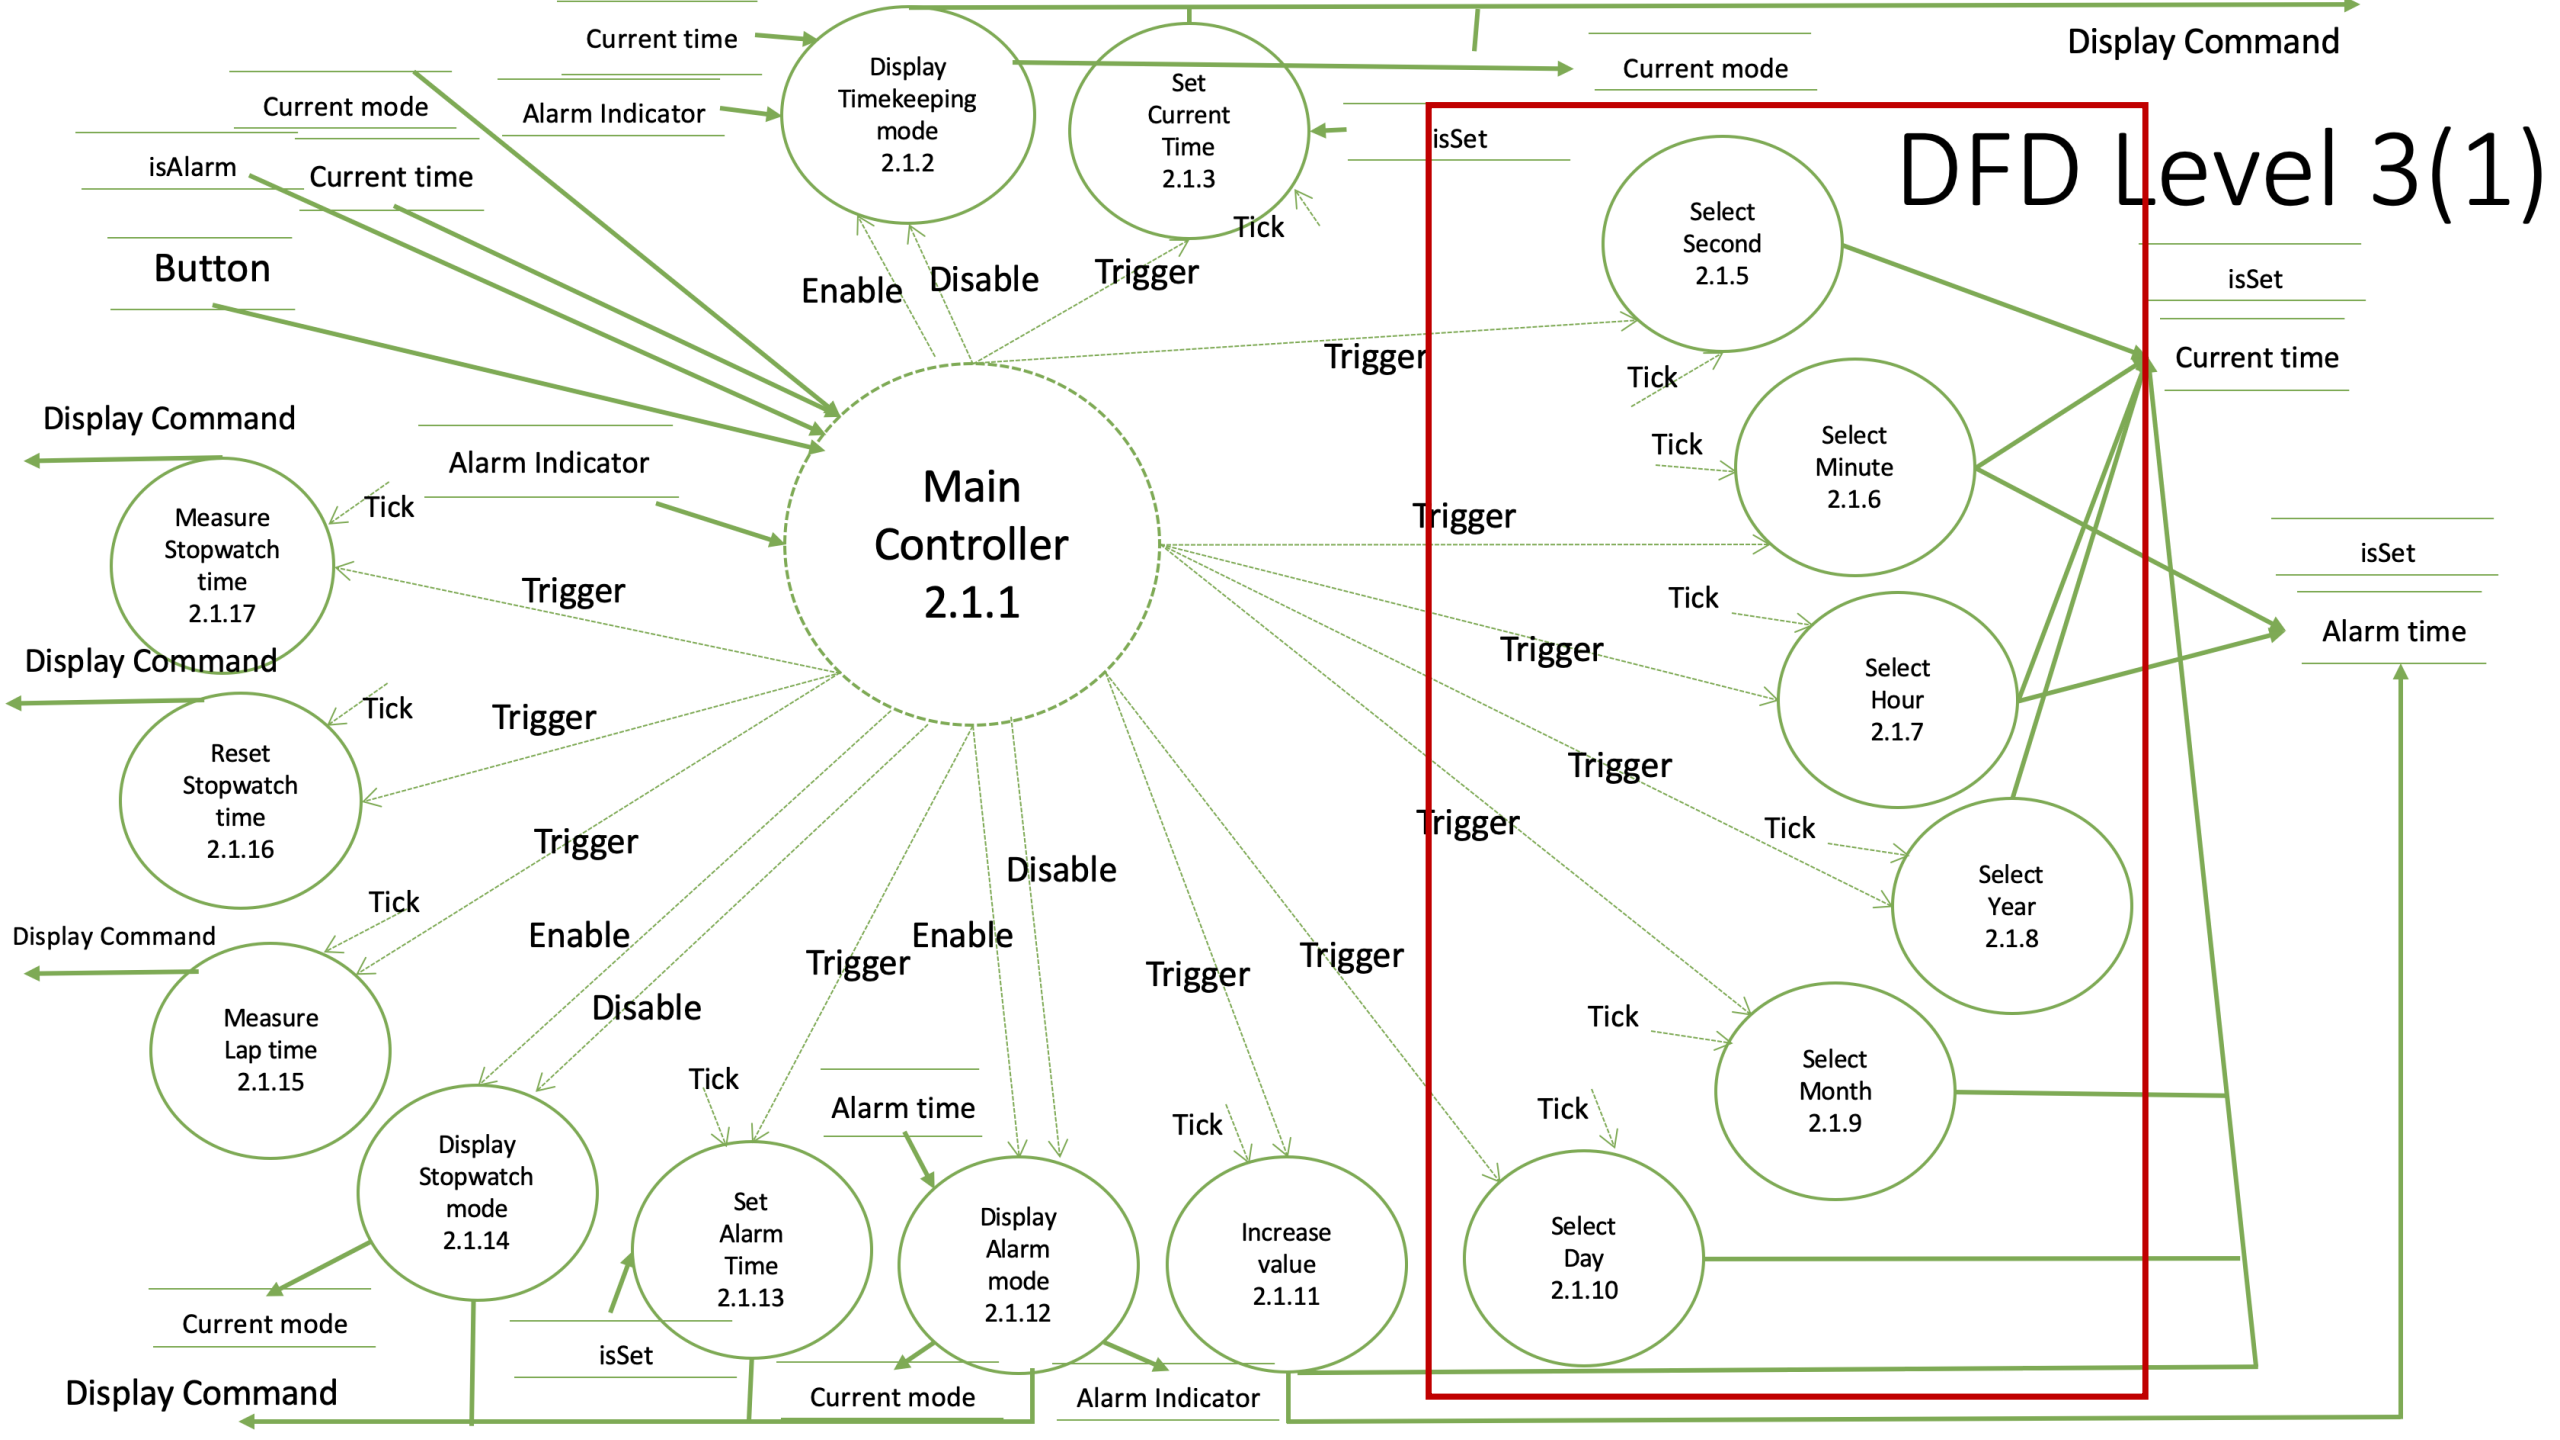 Current time
Display Command
Display
Timekeeping
mode
2.1.2
Set
Current
Time
2.1.3
Current mode
Current mode
Alarm Indicator
isSet
DFD Level 3(1)
isAlarm
Current time
Select
Second
2.1.5
Tick
Button
Enable
Disable
Trigger
isSet
Trigger
Current time
Tick
Display Command
Select
Minute
2.1.6
Tick
Alarm Indicator
Main
Controller
2.1.1
Measure
Stopwatch
time
2.1.17
Tick
Trigger
isSet
Trigger
Tick
Alarm time
Display Command
Trigger
Select
Hour
2.1.7
Tick
Trigger
Reset
Stopwatch
time
2.1.16
Trigger
Trigger
Trigger
Tick
Disable
Select
Year
2.1.8
Tick
Display Command
Enable
Trigger
Enable
Trigger
Trigger
Measure
Lap time
2.1.15
Disable
Tick
Select
Month
2.1.9
Tick
Alarm time
Tick
Tick
Display
Stopwatch
mode
2.1.14
Set
Alarm
Time
2.1.13
Display
Alarm
mode
2.1.12
Increase
value
2.1.11
Select
Day
2.1.10
Current mode
isSet
Display Command
Current mode
Alarm Indicator